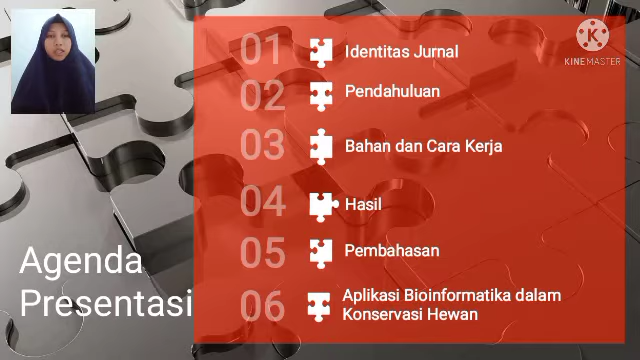 01 Identitas Jurnal
02 Pendahuluan
03 Bahan dan Cara Kerja
04 Hasil
05 Pembahasan
06 Aplikasi Bioinformatika dalam
Konservasi Hewan
Agenda
Presentasi
K
KINEMASTER